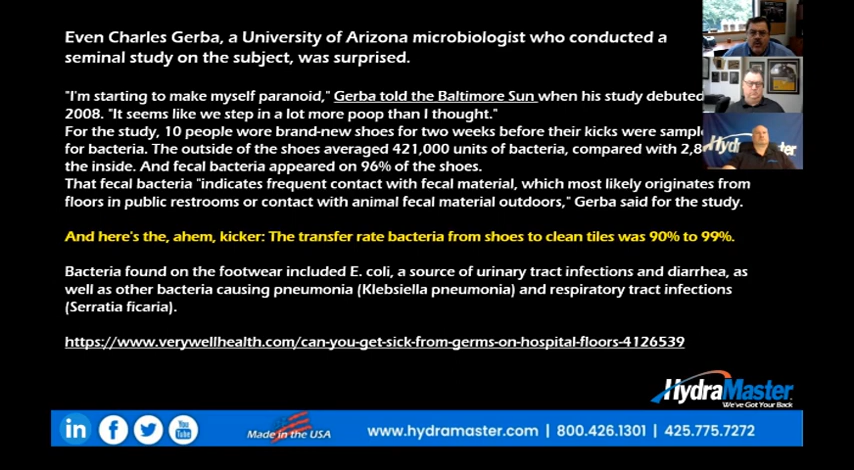 Even Charles Gerba, a University of Arizona microbiologist who conducted a
seminal study on the subject, was surprised.
"I'm starting to make myself paranoid," Gerba told the Baltimore Sun when his study debuted
2008. "It seems like we step in a lot more poop than I thought."
For the study, 10 people wore brand-new shoes for two weeks before their kicks were sampl
for bacteria. The outside of the shoes averaged 421,000 units of bacteria, compared with 2,8
the inside. And fecal bacteria appeared on 96% of the shoes.
That fecal bacteria "indicates frequent contact with fecal material, which most likely originates from
floors in public restrooms or contact with animal fecal material outdoors," Gerba said for the study.
And here's the, ahem, kicker: The transfer rate bacteria from shoes to clean tiles was 90% to 99%.
Bacteria found on the footwear included E. coli, a source of urinary tract infections and diarrhea, as
well as other bacteria causing pneumonia (Klebsiella pneumonia) and respiratory tract infections
(Serratia ficaria).
https://www.verywellhealth.com/can-you-get-sick-from-germs-on-hospital-floors-4126539
HydraMaster
We've Got Your Back
in f You Tube Made in the USA www.hydramaster.com | 800.426.1301 | 425.775.7272